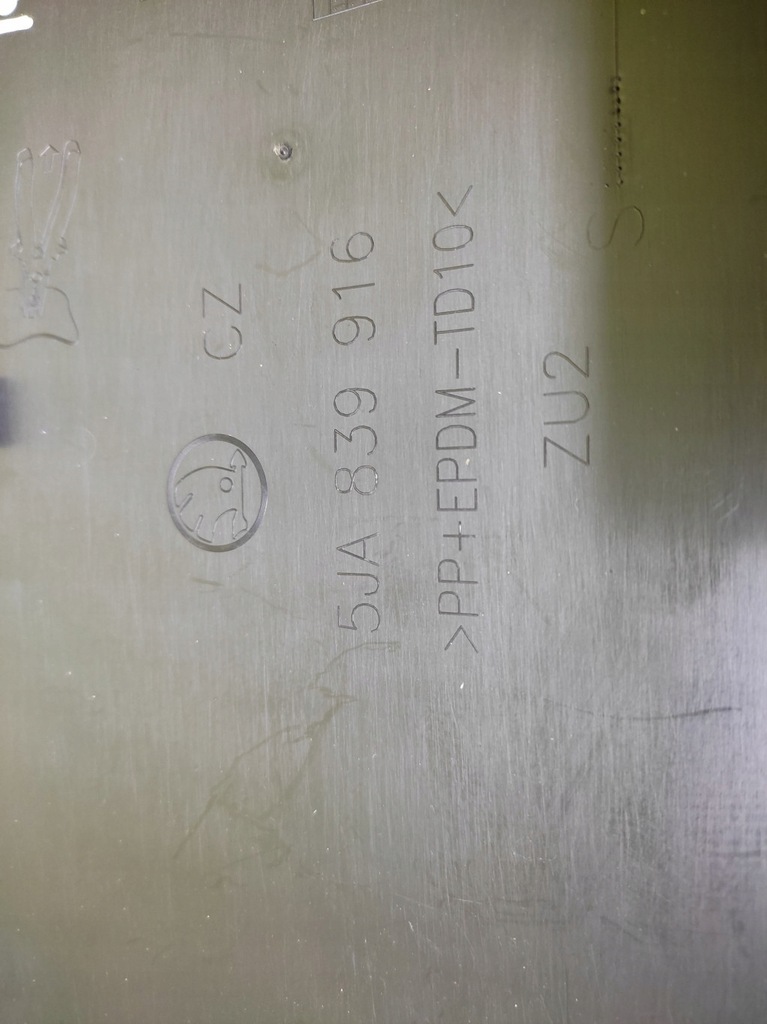 CZ
5JA 839 916
>PP+EPDM-TD10<
ZU2
S